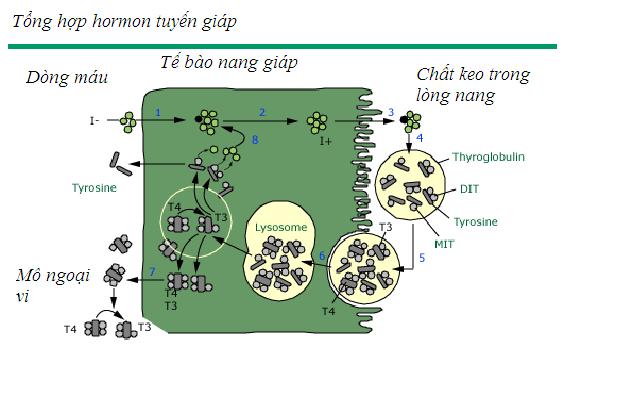 Tổng hợp hormon tuyến giáp
Dòng máu
Tế bào nang giáp
Chất keo trong
lòng nang
I-
1
2
3
I+
4
8
Thyroglobulin
DIT
Tyrosine
MIT
Tyrosine
T4
T3
Lysosome
T3
6
5
Mô ngoại
vi
7
T4
T3
T4
T4
T3